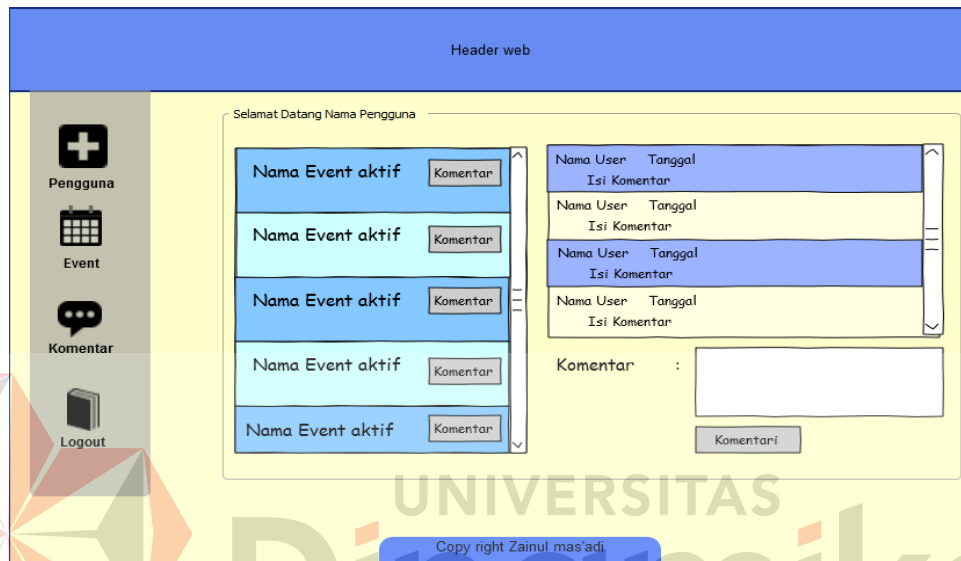 Header web
Pengguna
Event
Komentar
Logout
Selamat Datang Nama Pengguna
Nama Event aktif Komentar
Nama Event aktif Komentar
Nama Event aktif Komentar
Nama Event aktif Komentar
Nama Event aktif Komentar
Nama User Tanggal
Isi Komentar
Nama User Tanggal
Isi Komentar
Nama User Tanggal
Isi Komentar
Nama User Tanggal
Isi Komentar
Komentar :
Komentari
UNIVERSITAS
Copy right Zainul mas'adi